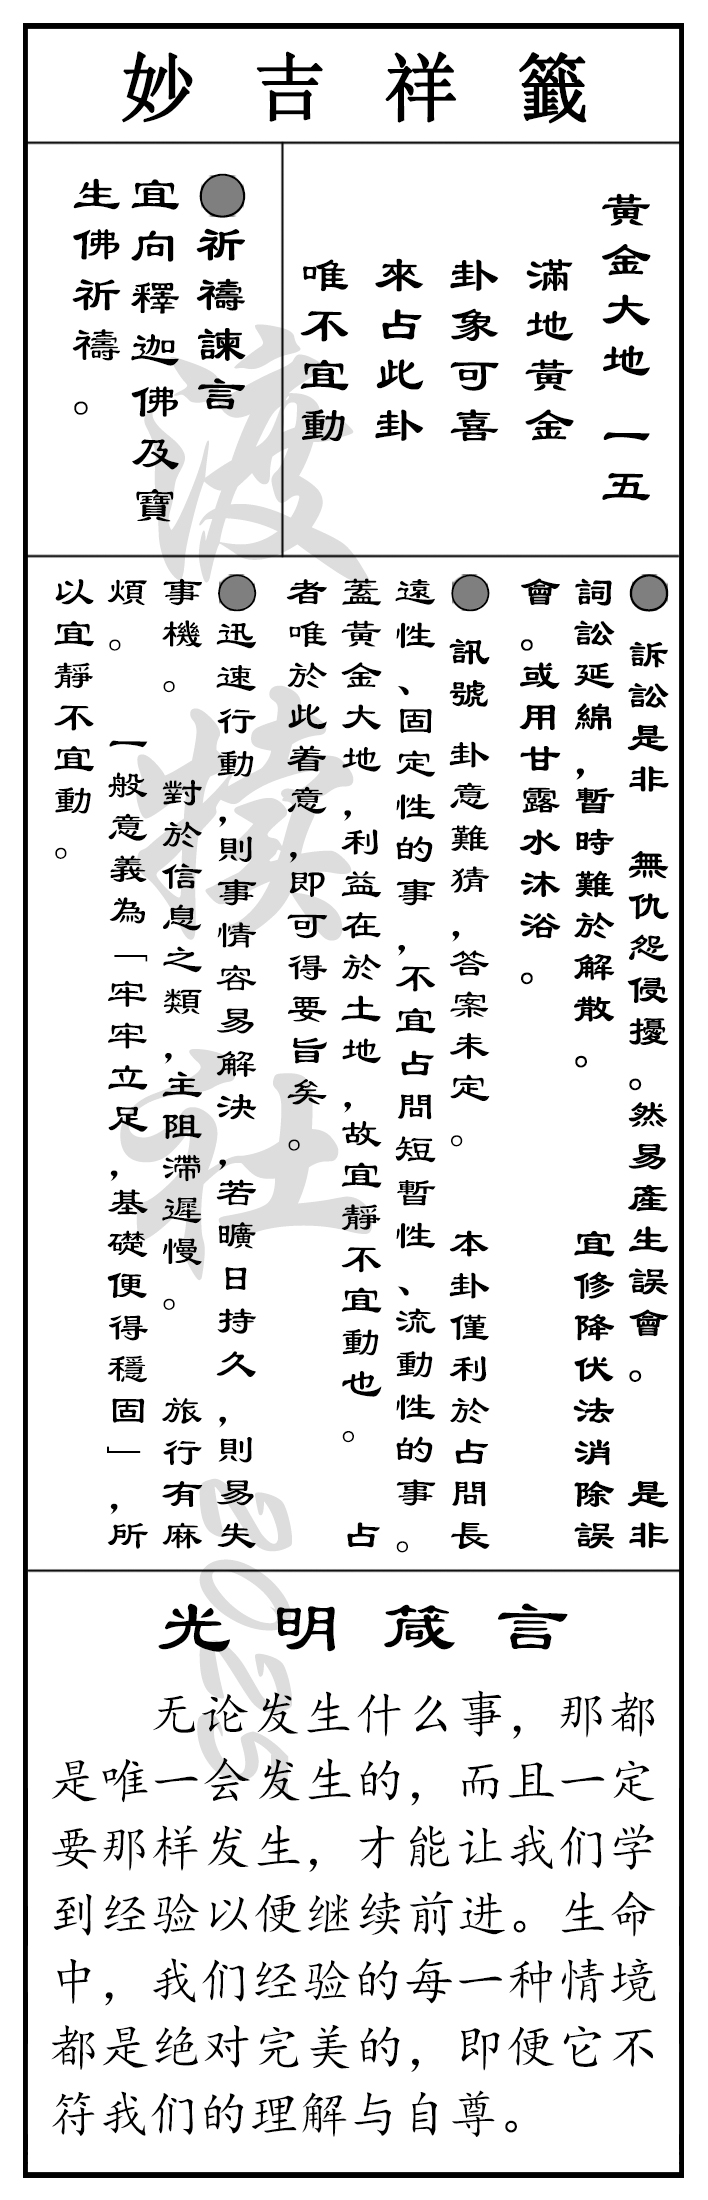 妙吉祥籤
黃金大地 一五
滿地黃金
卦象可喜
來占此卦
唯不宜動
●祈禱諫言
宜向釋迦佛及寶
生佛祈禱。
● 訴訟是非 無仇怨侵擾。然易產生誤會。 是非
詞訟延綿，暫時難於解散。 宜修降伏法消除誤
會。或用甘露水沐浴。
● 訊號 卦意難猜，答案未定。 本卦僅利於占問長
遠性、固定性的事，不宜占問短暫性、流動性的事。
蓋黃金大地，利益在於土地，故宜靜不宜動也。 占
者唯於此着意，即可得要旨矣。
● 迅速行動，則事情容易解決，若曠日持久，則易失
事機。 對於信息之類，主阻滯遲慢。 旅行有麻
煩。 一般意義為「牢牢立足，基礎便得穩固」，所
以宜靜不宜動。
光明箴言
无论发生什么事，那都
是唯一会发生的，而且一定
要那样发生，才能让我们学
到经验以便继续前进。生命
中，我们经验的每一种情境
都是绝对完美的，即便它不
符我们的理解与自尊。
渡 社 2025